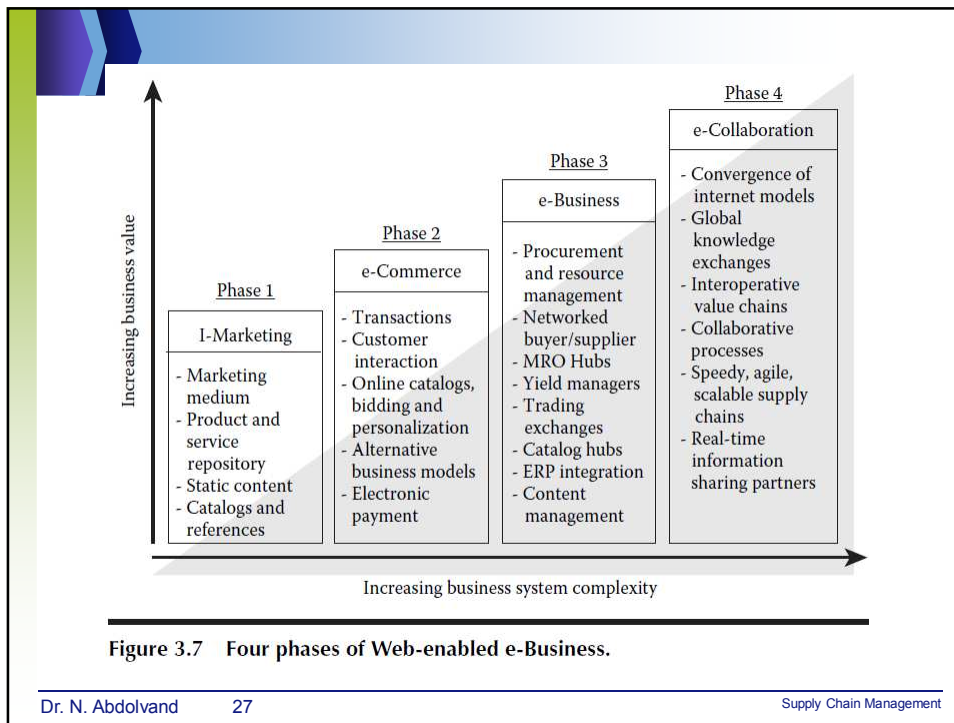 Increasing business value
Phase 1
I-Marketing
- Marketing
medium
- Product and
service
repository
- Static content
- Catalogs and
references
Phase 2
e-Commerce
- Transactions
- Customer
interaction
- Online catalogs,
bidding and
personalization
- Alternative
business models
- Electronic
payment
Phase 3
e-Business
- Procurement
and resource
management
- Networked
buyer/supplier
- MRO Hubs
- Yield managers
- Trading
exchanges
- Catalog hubs
- ERP integration
- Content
management
Phase 4
e-Collaboration
- Convergence of
internet models
- Global
knowledge
exchanges
- Interoperative
value chains
- Collaborative
processes
- Speedy, agile,
scalable supply
chains
- Real-time
information
sharing partners
Increasing business system complexity
Figure 3.7 Four phases of Web-enabled e-Business.
Dr. N. Abdolvand 27 Supply Chain Management